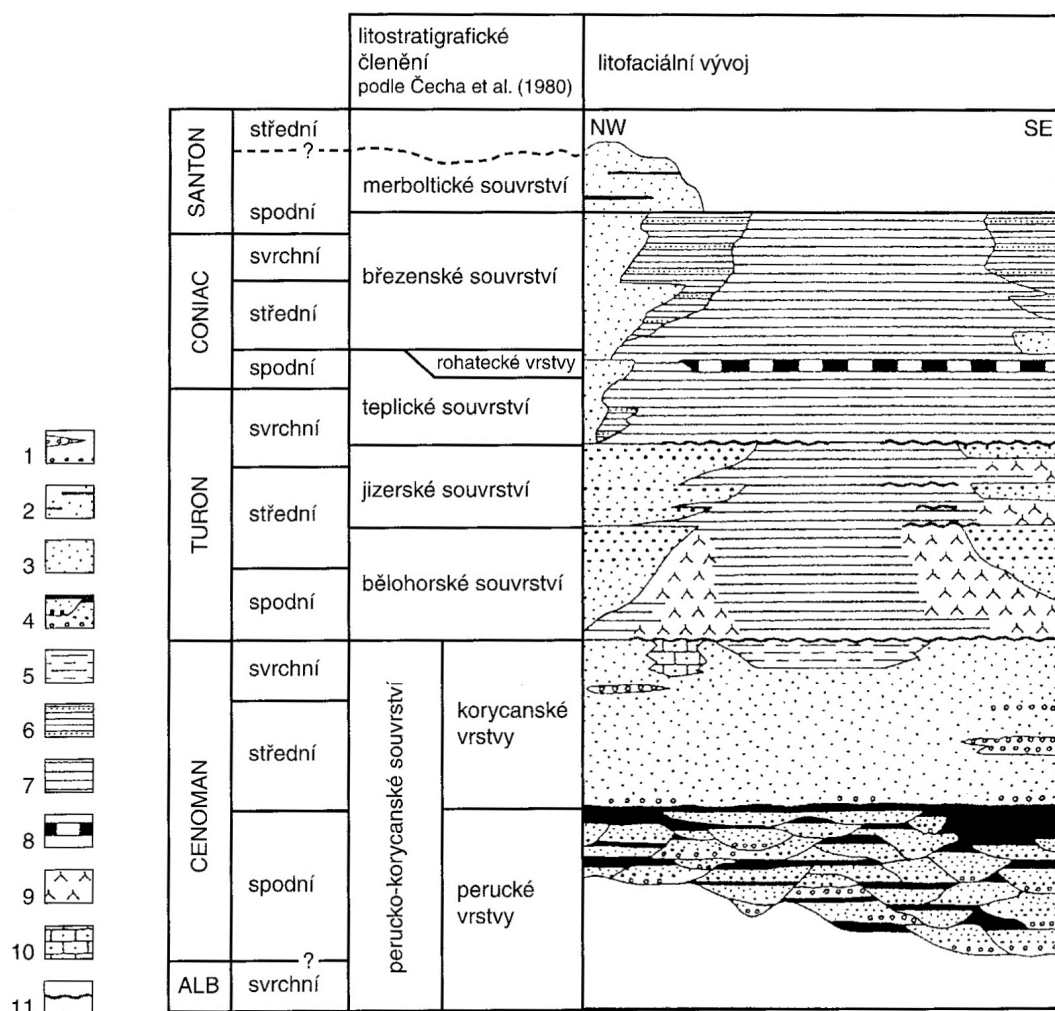 litostratigrafické
členění
podle Čecha et al. (1980)
litofaciální vývoj
NW
SE
SANTON
střední
?
spodní
merboltické souvrství
CONIAC
svrchní
střední
spodní
březenské souvrství
rohatecké vrstvy
teplické souvrství
TURON
svrchní
střední
spodní
jizerské souvrství
bělohorské souvrství
CENOMAN
svrchní
střední
spodní
perucko-korycanské souvrství
korycanské
vrstvy
perucké
vrstvy
?
ALB
svrchní
1
2
3
4
5
6
7
8
9
10
11